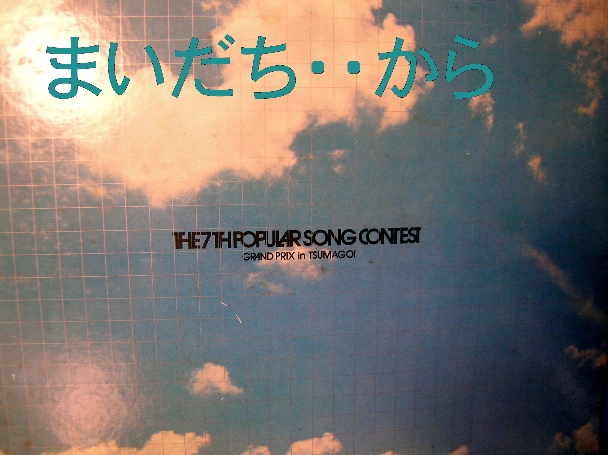 まいだち・・から
THE 7TH POPULAR SONG CONTEST
GRAND PRIX in TSUMAGOI